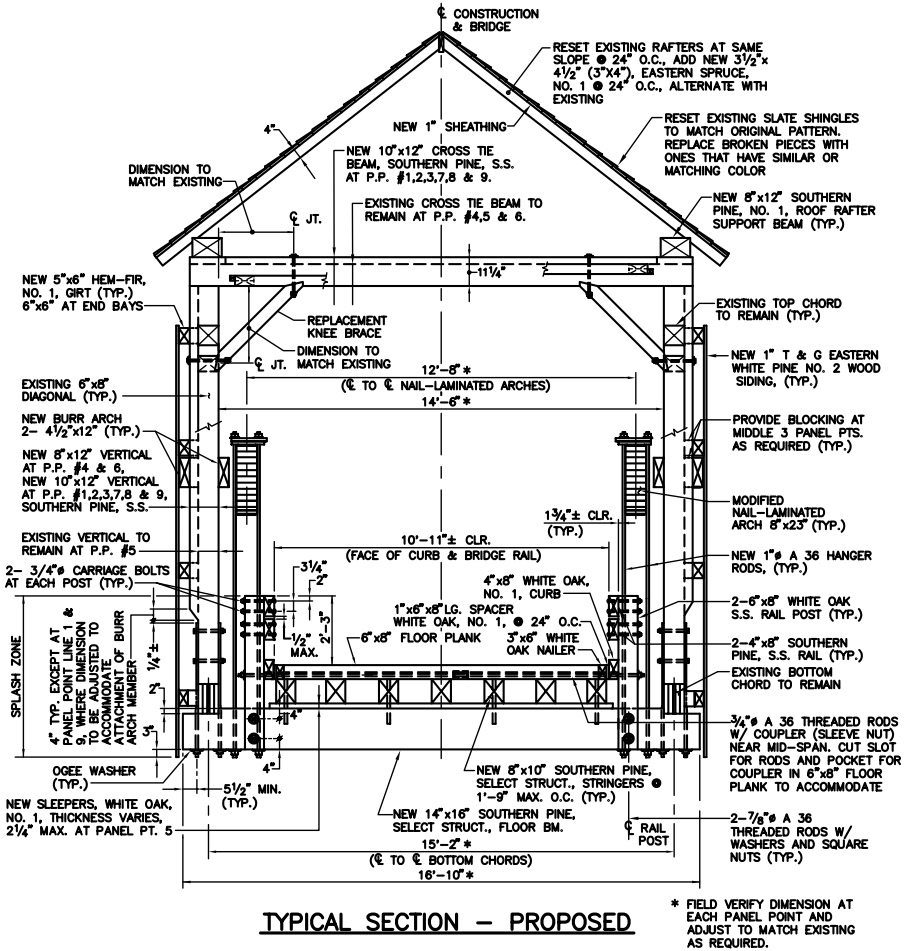 ℄ CONSTRUCTION
& BRIDGE
RESET EXISTING RAFTERS AT SAME
SLOPE @ 24" O.C., ADD NEW 3½"x
4½" (3"X4"), EASTERN SPRUCE,
NO. 1 @ 24" O.C., ALTERNATE WITH
EXISTING
4"
NEW 1" SHEATHING
RESET EXISTING SLATE SHINGLES
TO MATCH ORIGINAL PATTERN.
REPLACE BROKEN PIECES WITH
ONES THAT HAVE SIMILAR OR
MATCHING COLOR
NEW 10"x12" CROSS TIE
BEAM, SOUTHERN PINE, S.S.
AT P.P. #1,2,3,7,8 & 9.
DIMENSION TO
MATCH EXISTING
EXISTING CROSS TIE BEAM TO
REMAIN AT P.P. #4,5 & 6.
NEW 8"x12" SOUTHERN
PINE, NO. 1, ROOF RAFTER
SUPPORT BEAM (TYP.)
℄ JT.
11¼"
NEW 5"x6" HEM-FIR,
NO. 1, GIRT (TYP.)
6"x6" AT END BAYS
REPLACEMENT
KNEE BRACE
EXISTING TOP CHORD
TO REMAIN (TYP.)
DIMENSION TO
MATCH EXISTING
℄ JT.
NEW 1" T & G EASTERN
WHITE PINE NO. 2 WOOD
SIDING, (TYP.)
12'-8" *
(℄ TO ℄ NAIL-LAMINATED ARCHES)
EXISTING 6"x8"
DIAGONAL (TYP.)
14'-6" *
NEW BURR ARCH
2- 4½"x12" (TYP.)
PROVIDE BLOCKING AT
MIDDLE 3 PANEL PTS.
AS REQUIRED (TYP.)
NEW 8"x12" VERTICAL
AT P.P. #4 & 6,
NEW 10"x12" VERTICAL
AT P.P. #1,2,3,7,8 & 9,
SOUTHERN PINE, S.S.
MODIFIED
NAIL-LAMINATED
ARCH 8"x23" (TYP.)
1¾"± CLR.
(TYP.)
EXISTING VERTICAL TO
REMAIN AT P.P. #5
10'-11"± CLR.
(FACE OF CURB & BRIDGE RAIL)
NEW 1"ø A 36 HANGER
RODS, (TYP.)
2- 3/4"ø CARRIAGE BOLTS
AT EACH POST (TYP.)
3¼"
2"
4"x8" WHITE OAK,
NO. 1, CURB
2-6"x8" WHITE OAK
S.S. RAIL POST (TYP.)
1"x6"x8"LG. SPACER
WHITE OAK, NO. 1, @ 24" O.C.
2'-3"
½"
MAX.
6"x8" FLOOR PLANK
3"x6" WHITE
OAK NAILER
2-4"x8" SOUTHERN
PINE, S.S. RAIL (TYP.)
SPLASH ZONE
4" TYP. EXCEPT AT
PANEL POINT LINE 1 &
9, WHERE DIMENSION
TO BE ADJUSTED TO
ACCOMMODATE
ATTACHMENT OF BURR
ARCH MEMBER
¼"±
2"
3"
EXISTING BOTTOM
CHORD TO REMAIN
4"
4"
¾"ø A 36 THREADED RODS
W/ COUPLER (SLEEVE NUT)
NEAR MID-SPAN. CUT SLOT
FOR RODS AND POCKET FOR
COUPLER IN 6"x8" FLOOR
PLANK TO ACCOMMODATE
OGEE WASHER
(TYP.)
5½" MIN.
(TYP.)
NEW 8"x10" SOUTHERN PINE,
SELECT STRUCT., STRINGERS @
1'-9" MAX. O.C. (TYP.)
NEW SLEEPERS, WHITE OAK,
NO. 1, THICKNESS VARIES,
2¼" MAX. AT PANEL PT. 5
NEW 14"x16" SOUTHERN PINE,
SELECT STRUCT., FLOOR BM.
℄ RAIL
POST
2-⅞"ø A 36
THREADED RODS W/
WASHERS AND SQUARE
NUTS (TYP.)
15'-2" *
(℄ TO ℄ BOTTOM CHORDS)
16'-10" *
TYPICAL SECTION - PROPOSED
* FIELD VERIFY DIMENSION AT
EACH PANEL POINT AND
ADJUST TO MATCH EXISTING
AS REQUIRED.